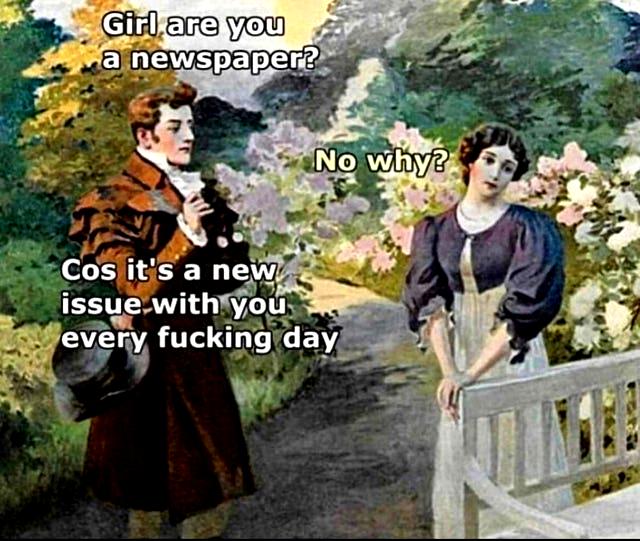 Girl are you
a newspaper?
No why?
Cos it's a new
issue with you
every fucking day